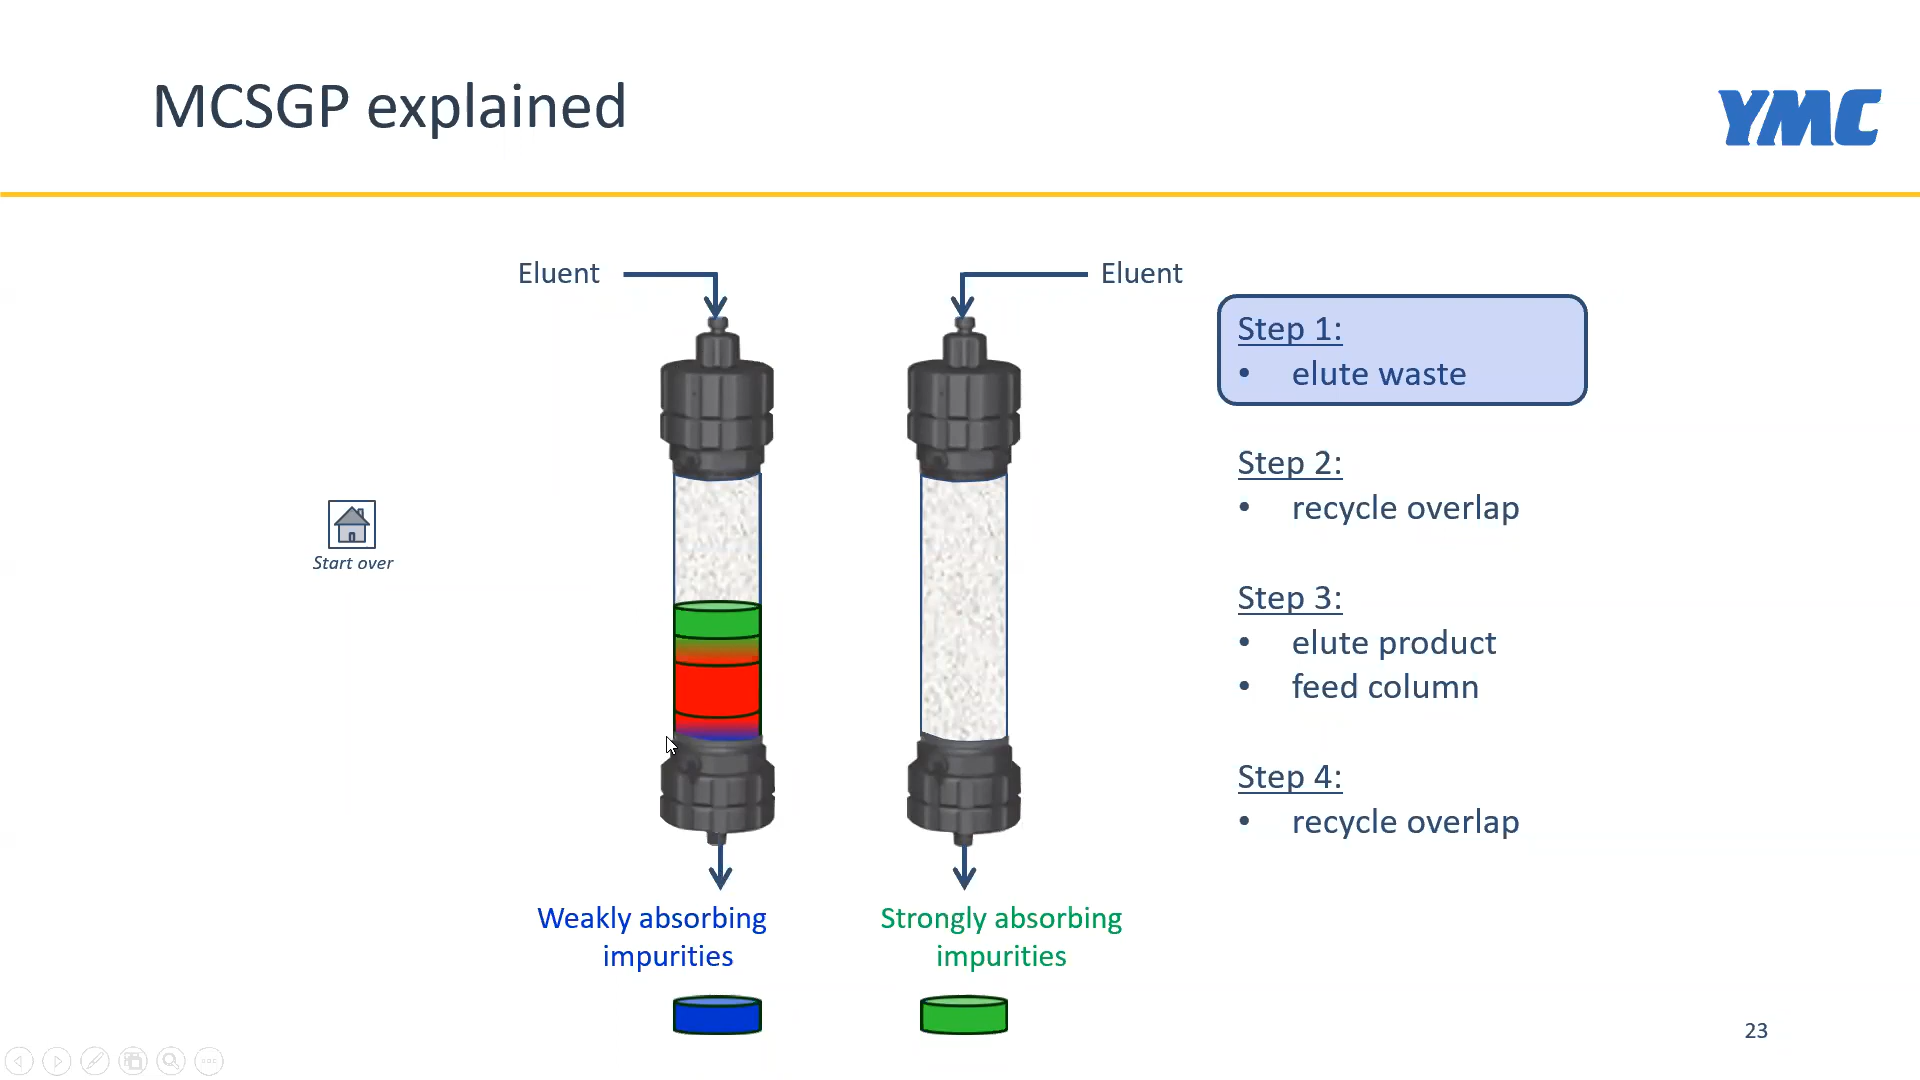 MCSGP explained
YMC
Eluent
Eluent
Step 1:
• elute waste
Step 2:
• recycle overlap
Step 3:
• elute product
• feed column
Step 4:
• recycle overlap
Start over
Weakly absorbing
impurities
Strongly absorbing
impurities
23